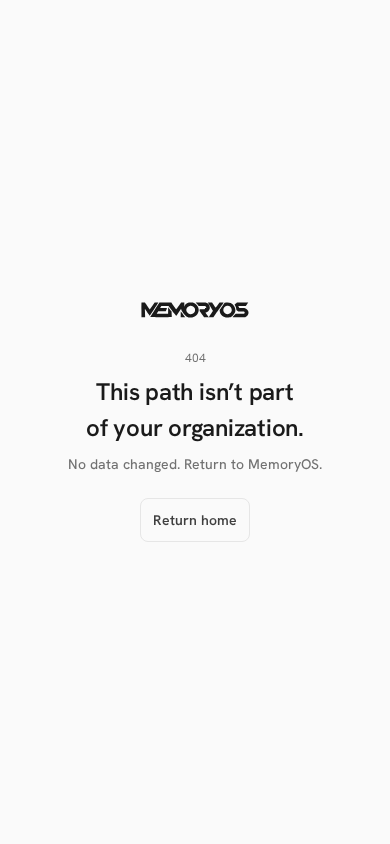 MEMORYOS
404
This path isn’t part
of your organization.
No data changed. Return to MemoryOS.
Return home